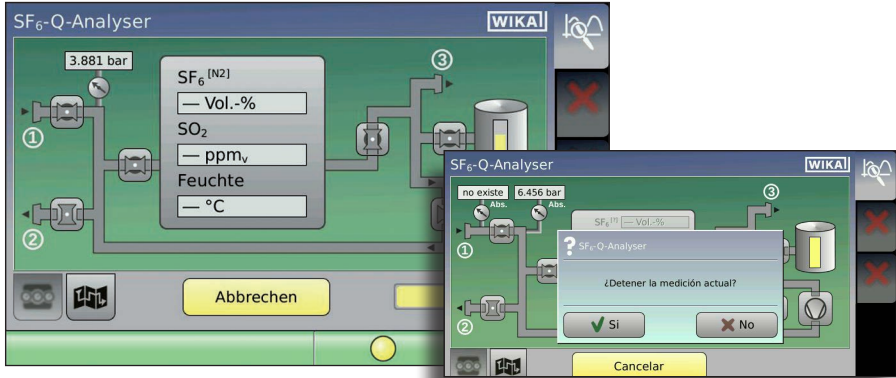 SF₆-Q-Analyser
WIKA
3.881 bar
③
SF₆ [N2]
— Vol.-%
①
SO₂
— ppmᵥ
Feuchte
— °C
②
Abbrechen
SF₆-Q-Analyser
WIKA
no existe
6.456 bar
③
Abs.
Abs.
SF₆ [?]
— Vol.-%
①
SF₆-Q-Analyser
¿Detener la medición actual?
②
Si
No
Cancelar